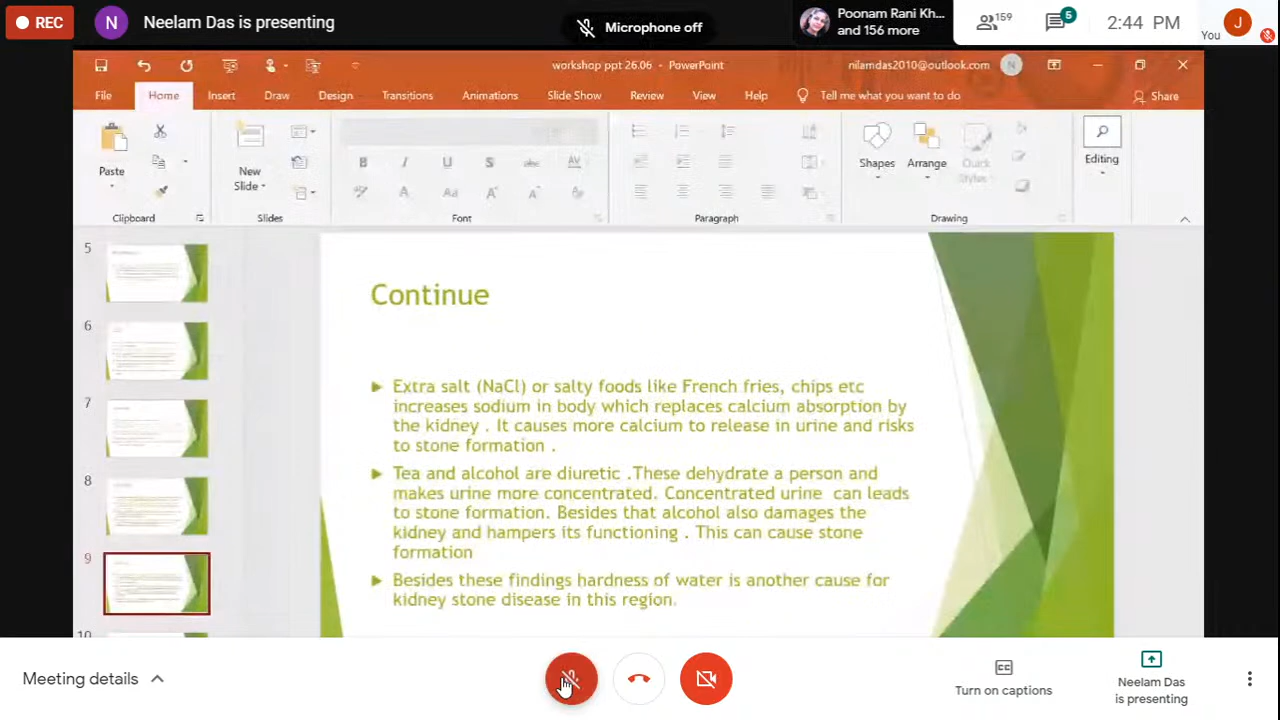 REC
N
Neelam Das is presenting
Microphone off
Poonam Rani Kh...
and 156 more
159
5
2:44 PM
You
J
workshop ppt 26.06 - PowerPoint
nilamdas2010@outlook.com
N
File
Home
Insert
Draw
Design
Transitions
Animations
Slide Show
Review
View
Help
Tell me what you want to do
Share
Paste
New
Slide
B
I
U
S
abc
AV
A
Aa
A
A
Shapes
Arrange
Quick
Styles
Editing
Clipboard
Slides
Font
Paragraph
Drawing
5
6
7
8
9
10
Continue
Extra salt (NaCl) or salty foods like French fries, chips etc
increases sodium in body which replaces calcium absorption by
the kidney . It causes more calcium to release in urine and risks
to stone formation .
Tea and alcohol are diuretic .These dehydrate a person and
makes urine more concentrated. Concentrated urine can leads
to stone formation. Besides that alcohol also damages the
kidney and hampers its functioning . This can cause stone
formation
Besides these findings hardness of water is another cause for
kidney stone disease in this region.
Meeting details
cc
Turn on captions
Neelam Das
is presenting